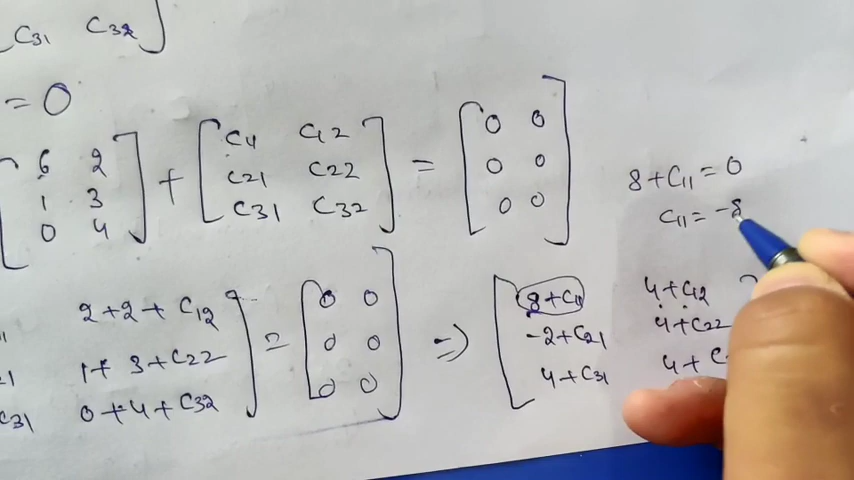 C31 C32
= 0
6 2 + C11 C12 = 0 0
1 3 C21 C22 0 0
0 4 C31 C32 0 0
8 + C11 = 0
C11 = -8
2+2+ C12 = 0 0 => 8+C11 4+C12
1+ 3+C22 0 0 -2+C21 4+C22
C31 0+4+C32 0 0 4+C31 4+C